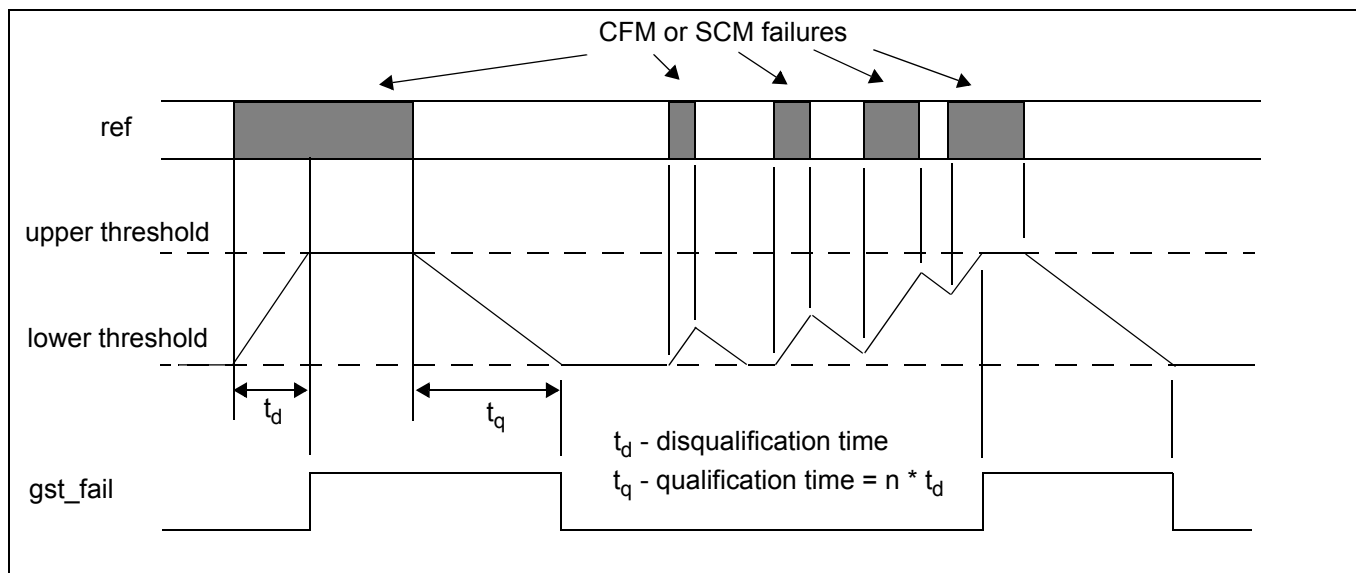 CFM or SCM failures
ref
upper threshold
lower threshold
td
tq
td - disqualification time
tq - qualification time = n * td
gst_fail